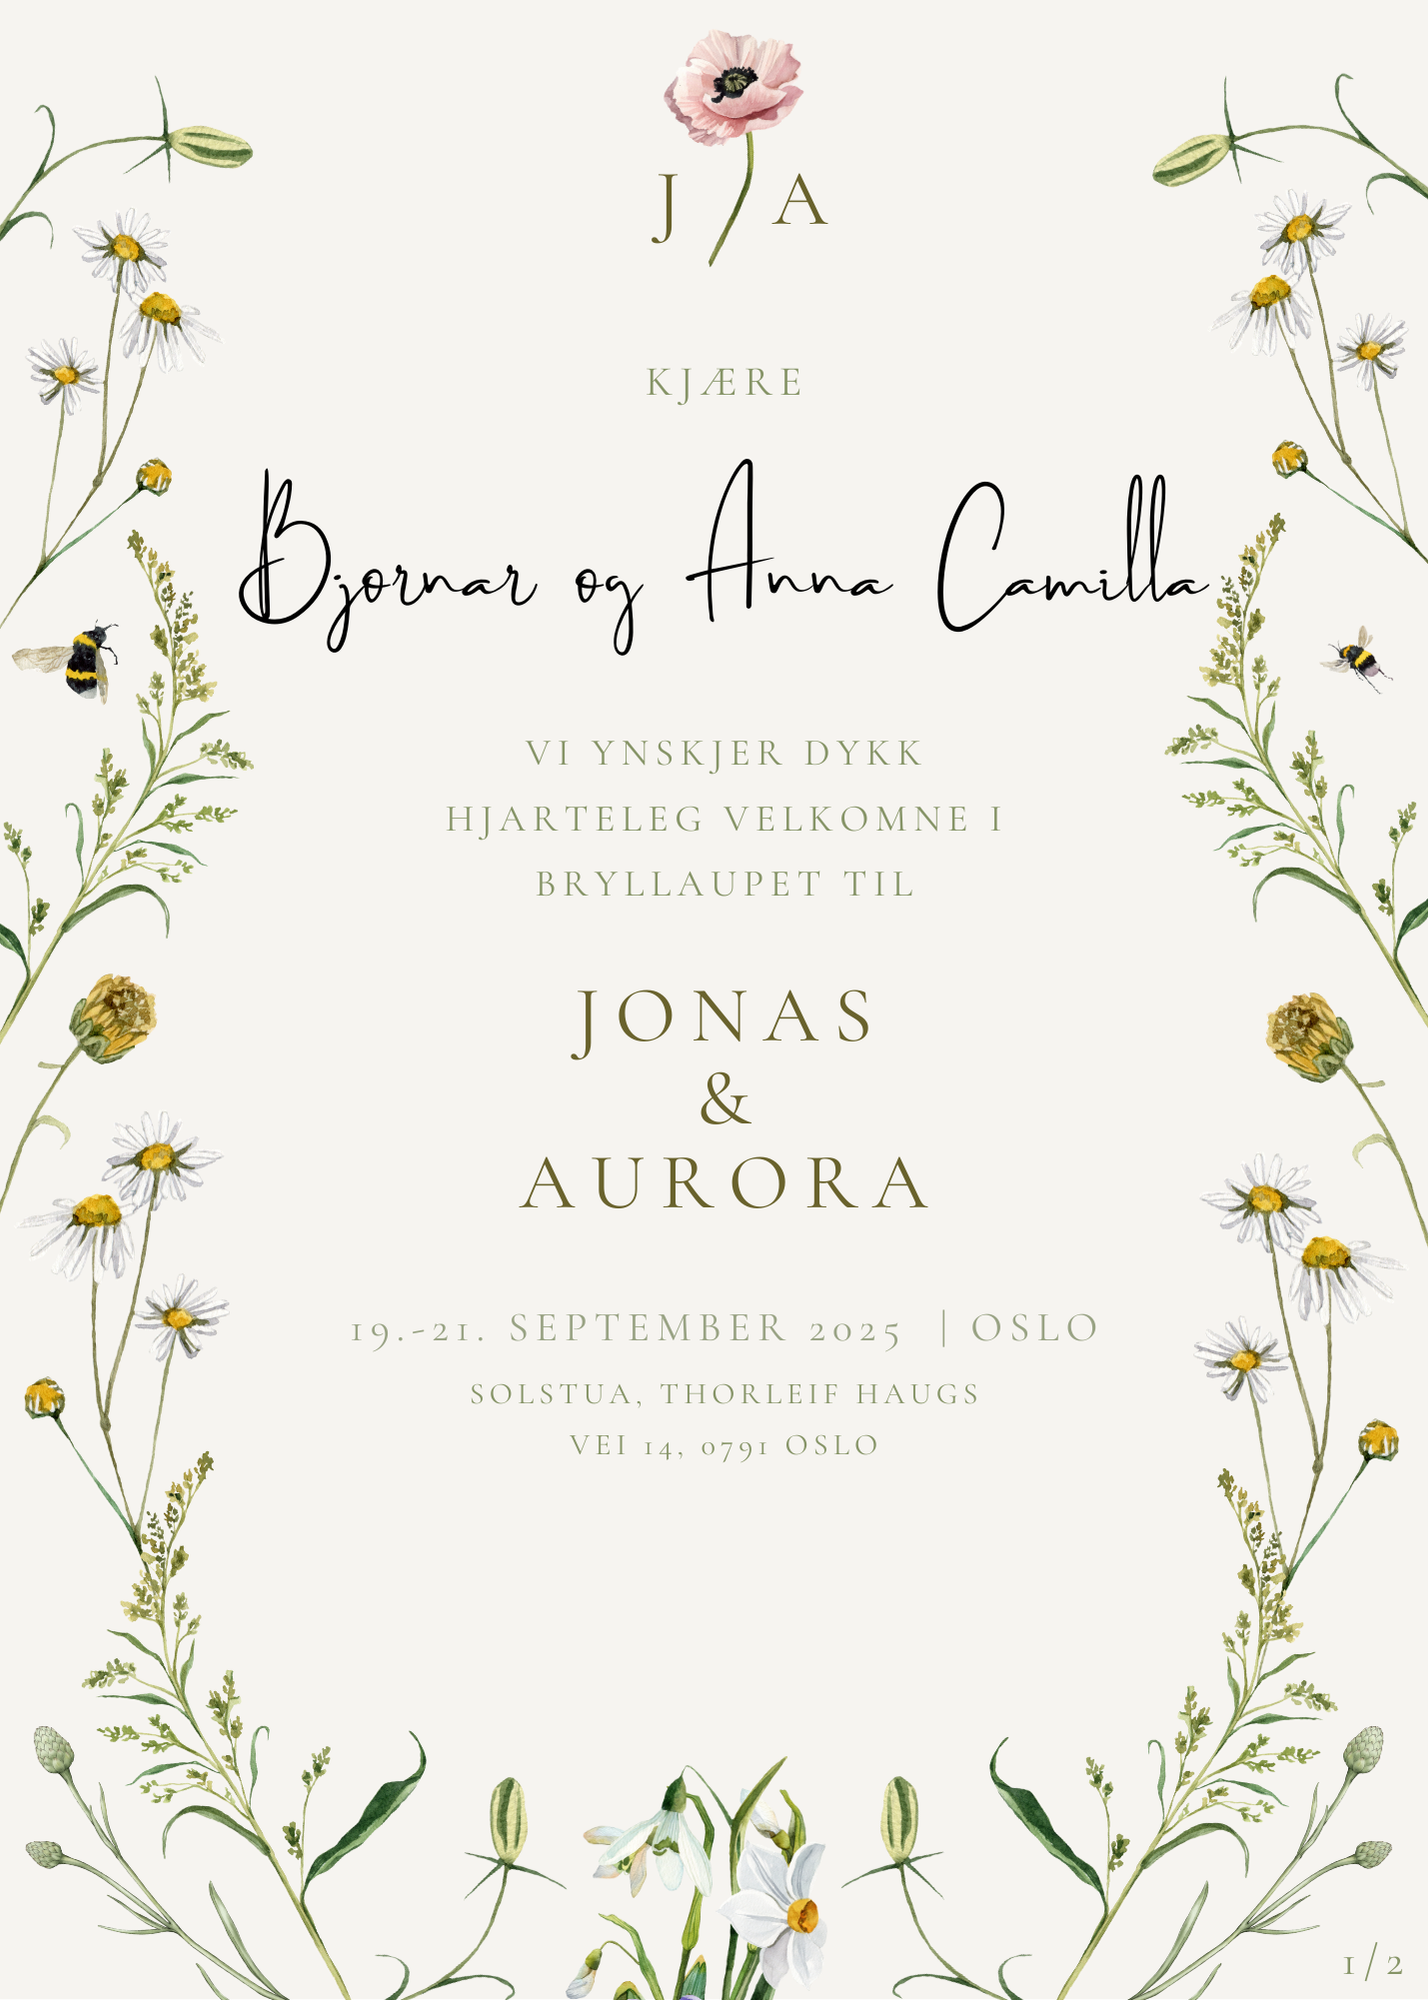 J A
KJÆRE
Bjornar og Anna Camilla
VI YNSKJER DYKK
HJARTELEG VELKOMNE I
BRYLLAUPET TIL
JONAS
&
AURORA
19.-21. SEPTEMBER 2025 | OSLO
SOLSTUA, THORLEIF HAUGS
VEI 14, 0791 OSLO
1/2